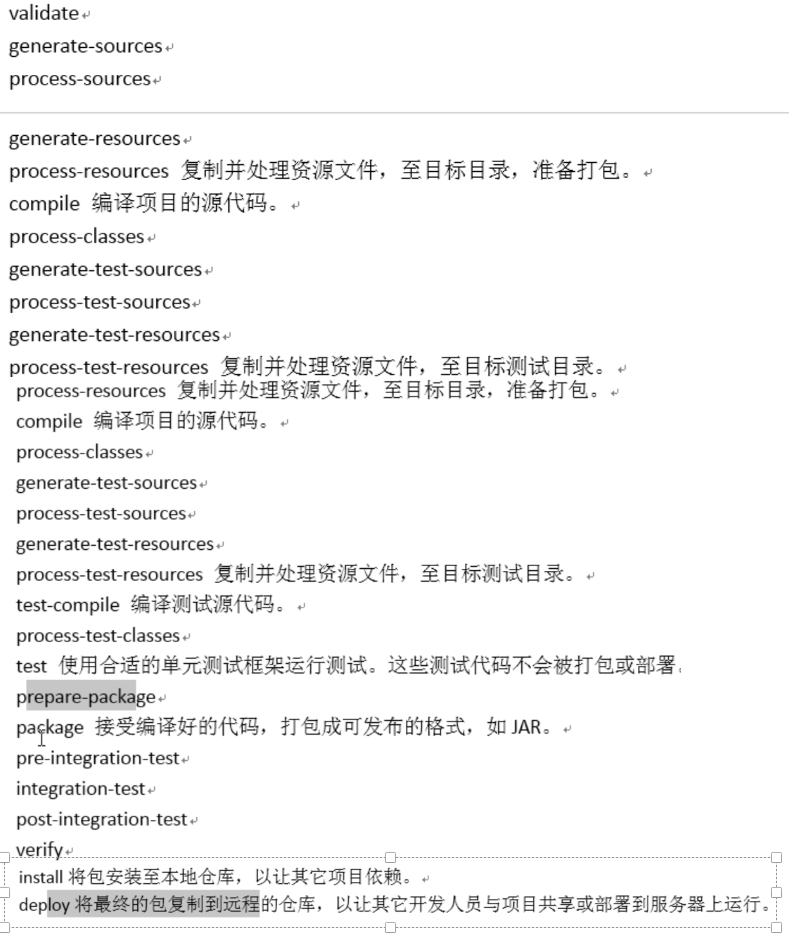 validate
generate-sources
process-sources
generate-resources
process-resources 复制并处理资源文件，至目标目录，准备打包。
compile 编译项目的源代码。
process-classes
generate-test-sources
process-test-sources
generate-test-resources
process-test-resources 复制并处理资源文件，至目标测试目录。
process-resources 复制并处理资源文件，至目标目录，准备打包。
compile 编译项目的源代码。
process-classes
generate-test-sources
process-test-sources
generate-test-resources
process-test-resources 复制并处理资源文件，至目标测试目录。
test-compile 编译测试源代码。
process-test-classes
test 使用合适的单元测试框架运行测试。这些测试代码不会被打包或部署。
prepare-package
package 接受编译好的代码，打包成可发布的格式，如 JAR。
pre-integration-test
integration-test
post-integration-test
verify
install 将包安装至本地仓库，以让其它项目依赖。
deploy 将最终的包复制到远程的仓库，以让其它开发人员与项目共享或部署到服务器上运行。